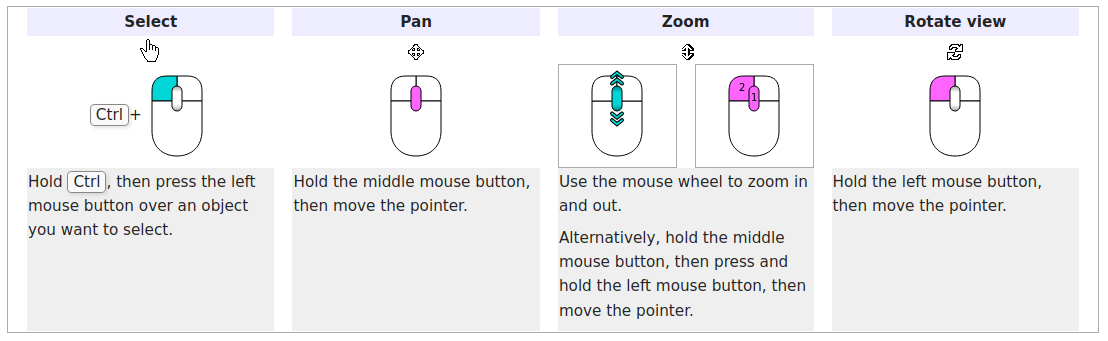 Select
Ctrl+
Hold Ctrl, then press the left
mouse button over an object
you want to select.
Pan
Hold the middle mouse button,
then move the pointer.
Zoom
2
1
Use the mouse wheel to zoom in
and out.
Alternatively, hold the middle
mouse button, then press and
hold the left mouse button, then
move the pointer.
Rotate view
Hold the left mouse button,
then move the pointer.